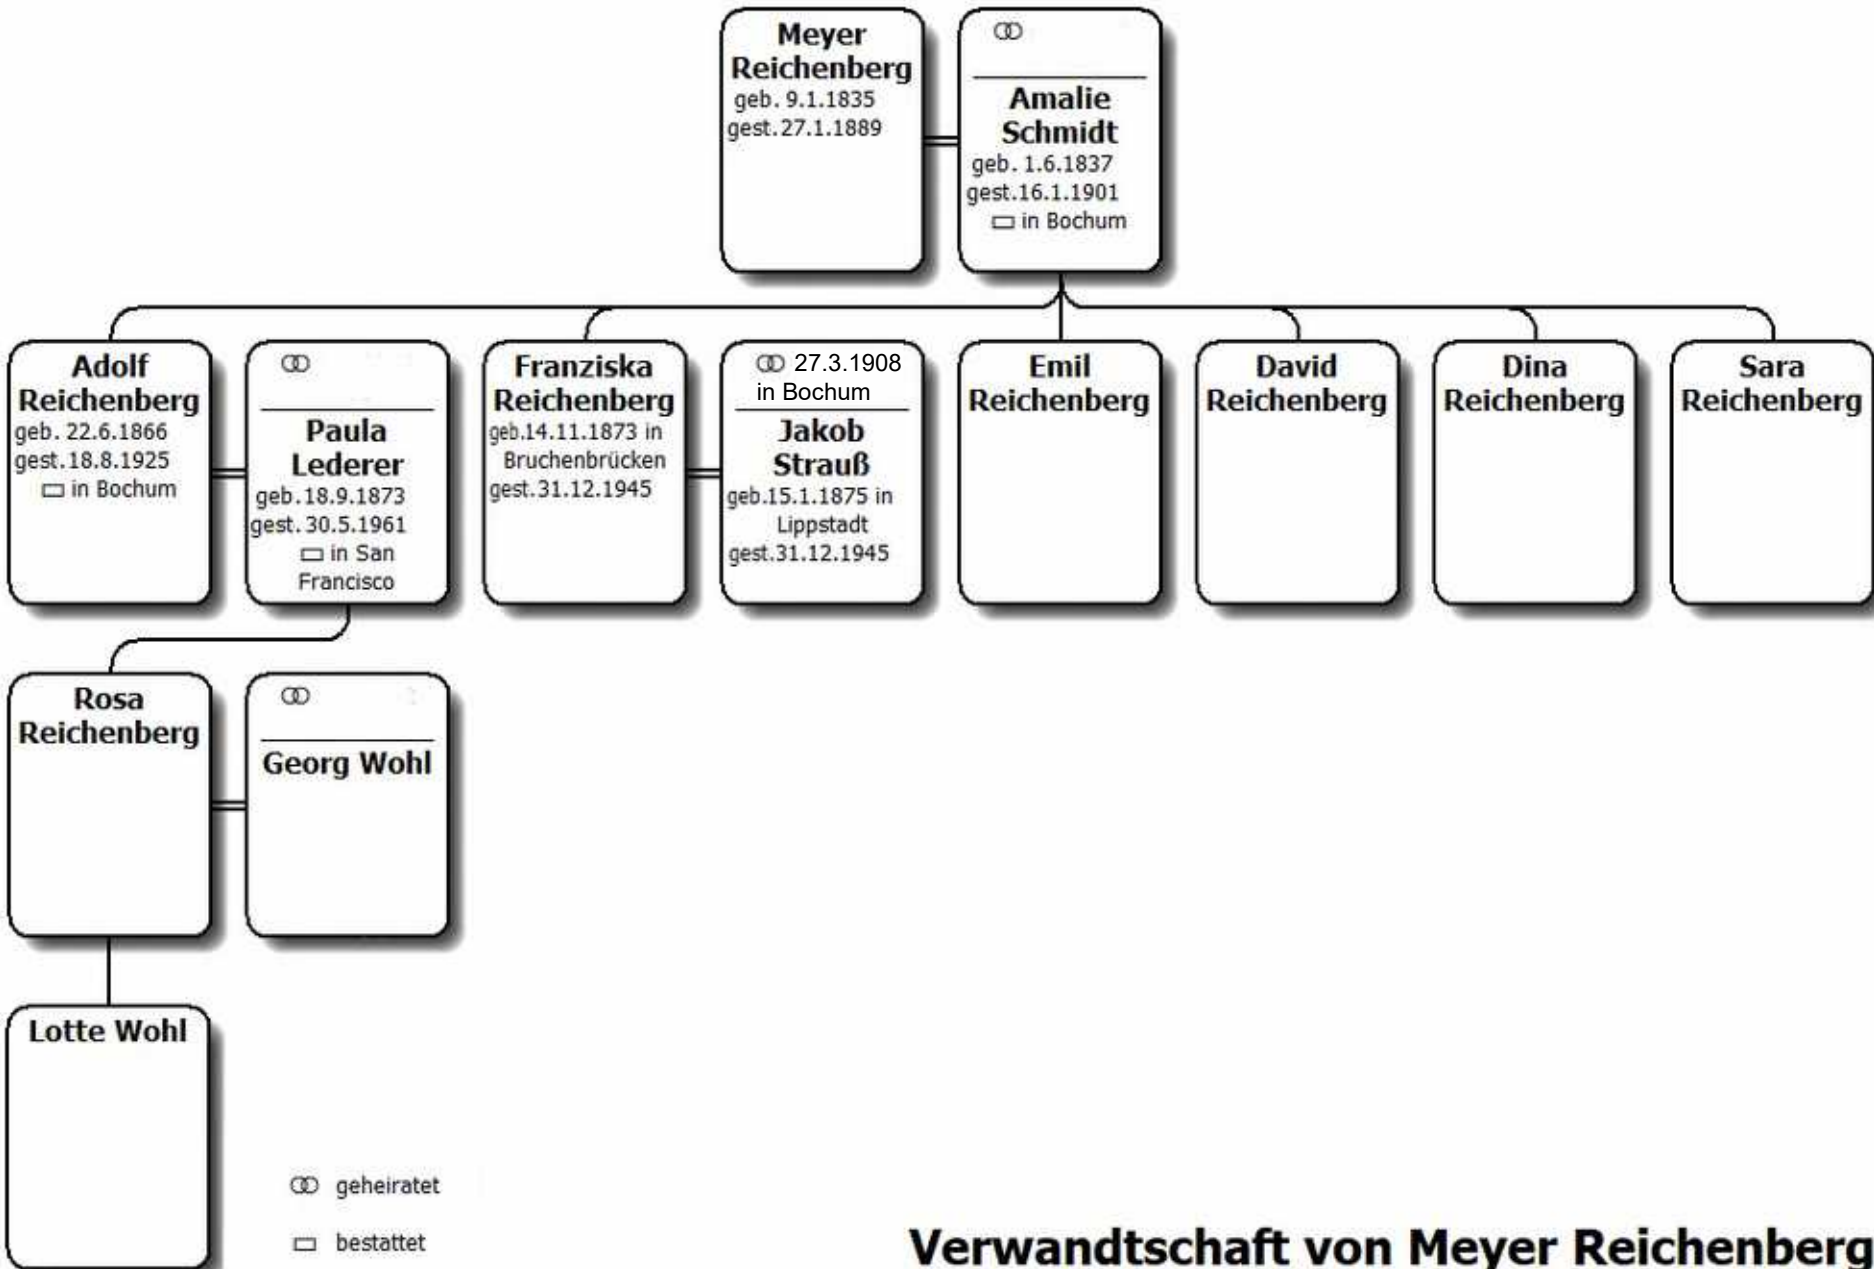 Meyer
Reichenberg
geb. 9.1.1835
gest.27.1.1889
Amalie
Schmidt
geb. 1.6.1837
gest.16.1.1901
in Bochum
Adolf
Reichenberg
geb. 22.6.1866
gest.18.8.1925
in Bochum
Paula
Lederer
geb.18.9.1873
gest.30.5.1961
in San
Francisco
Franziska
Reichenberg
geb.14.11.1873 in
Bruchenbrücken
gest.31.12.1945
27.3.1908
in Bochum
Jakob
Strauß
geb.15.1.1875 in
Lippstadt
gest.31.12.1945
Emil
Reichenberg
David
Reichenberg
Dina
Reichenberg
Sara
Reichenberg
Rosa
Reichenberg
Georg Wohl
Lotte Wohl
geheiratet
bestattet
Verwandtschaft von Meyer Reichenberg